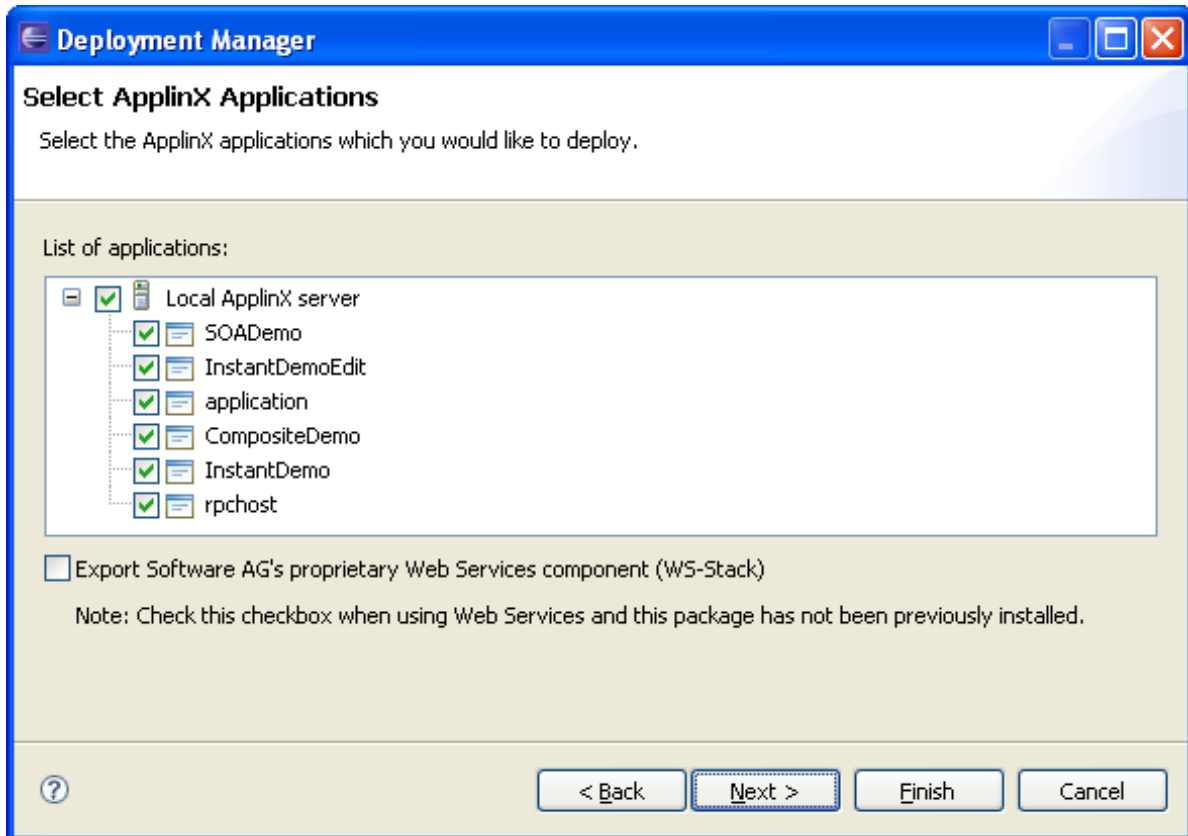 Deployment Manager
Select ApplinX Applications
Select the ApplinX applications which you would like to deploy.
List of applications:
Local ApplinX server
SOADemo
InstantDemoEdit
application
CompositeDemo
InstantDemo
rpchost
Export Software AG's proprietary Web Services component (WS-Stack)
Note: Check this checkbox when using Web Services and this package has not been previously installed.
? < Back Next > Finish Cancel